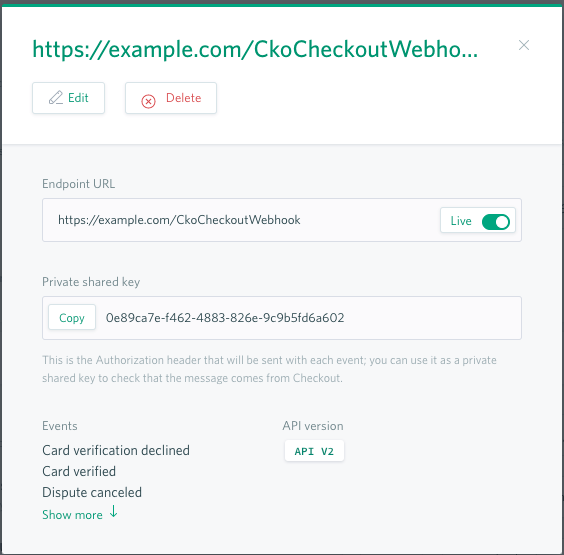 https://example.com/CkoCheckoutWebho...
Edit
Delete
Endpoint URL
https://example.com/CkoCheckoutWebhook
Live
Private shared key
Copy
0e89ca7e-f462-4883-826e-9c9b5fd6a602
This is the Authorization header that will be sent with each event; you can use it as a private
shared key to check that the message comes from Checkout.
Events
API version
Card verification declined
API V2
Card verified
Dispute canceled
Show more